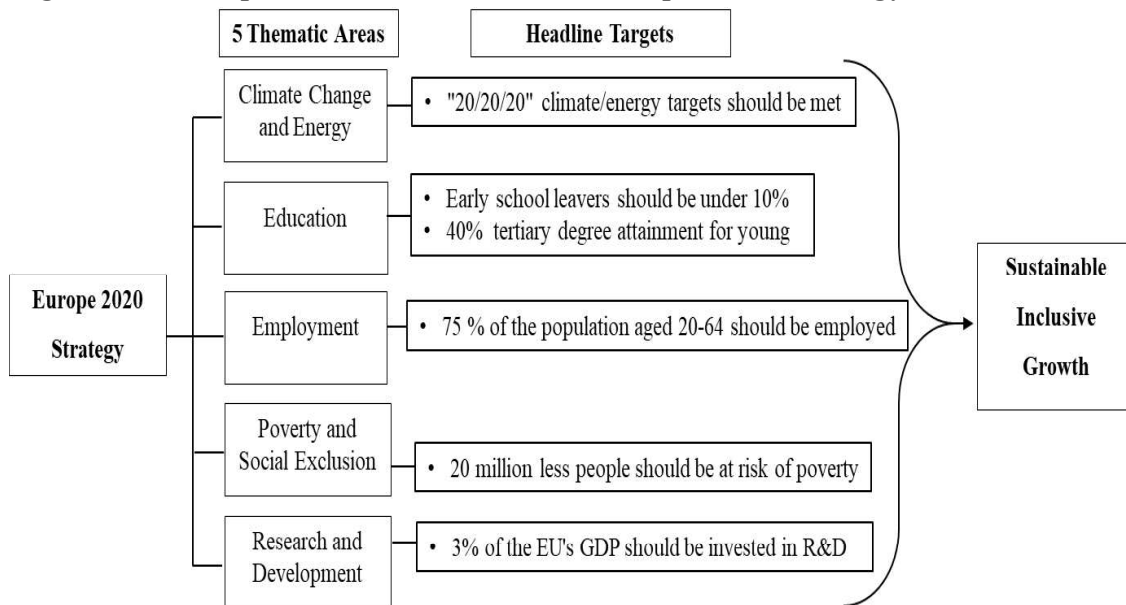 5 Thematic Areas
Headline Targets
Climate Change
and Energy
• "20/20/20" climate/energy targets should be met
Education
• Early school leavers should be under 10%
• 40% tertiary degree attainment for young
Europe 2020
Strategy
Employment
• 75 % of the population aged 20-64 should be employed
Poverty and
Social Exclusion
• 20 million less people should be at risk of poverty
Research and
Development
• 3% of the EU's GDP should be invested in R&D
Sustainable
Inclusive
Growth